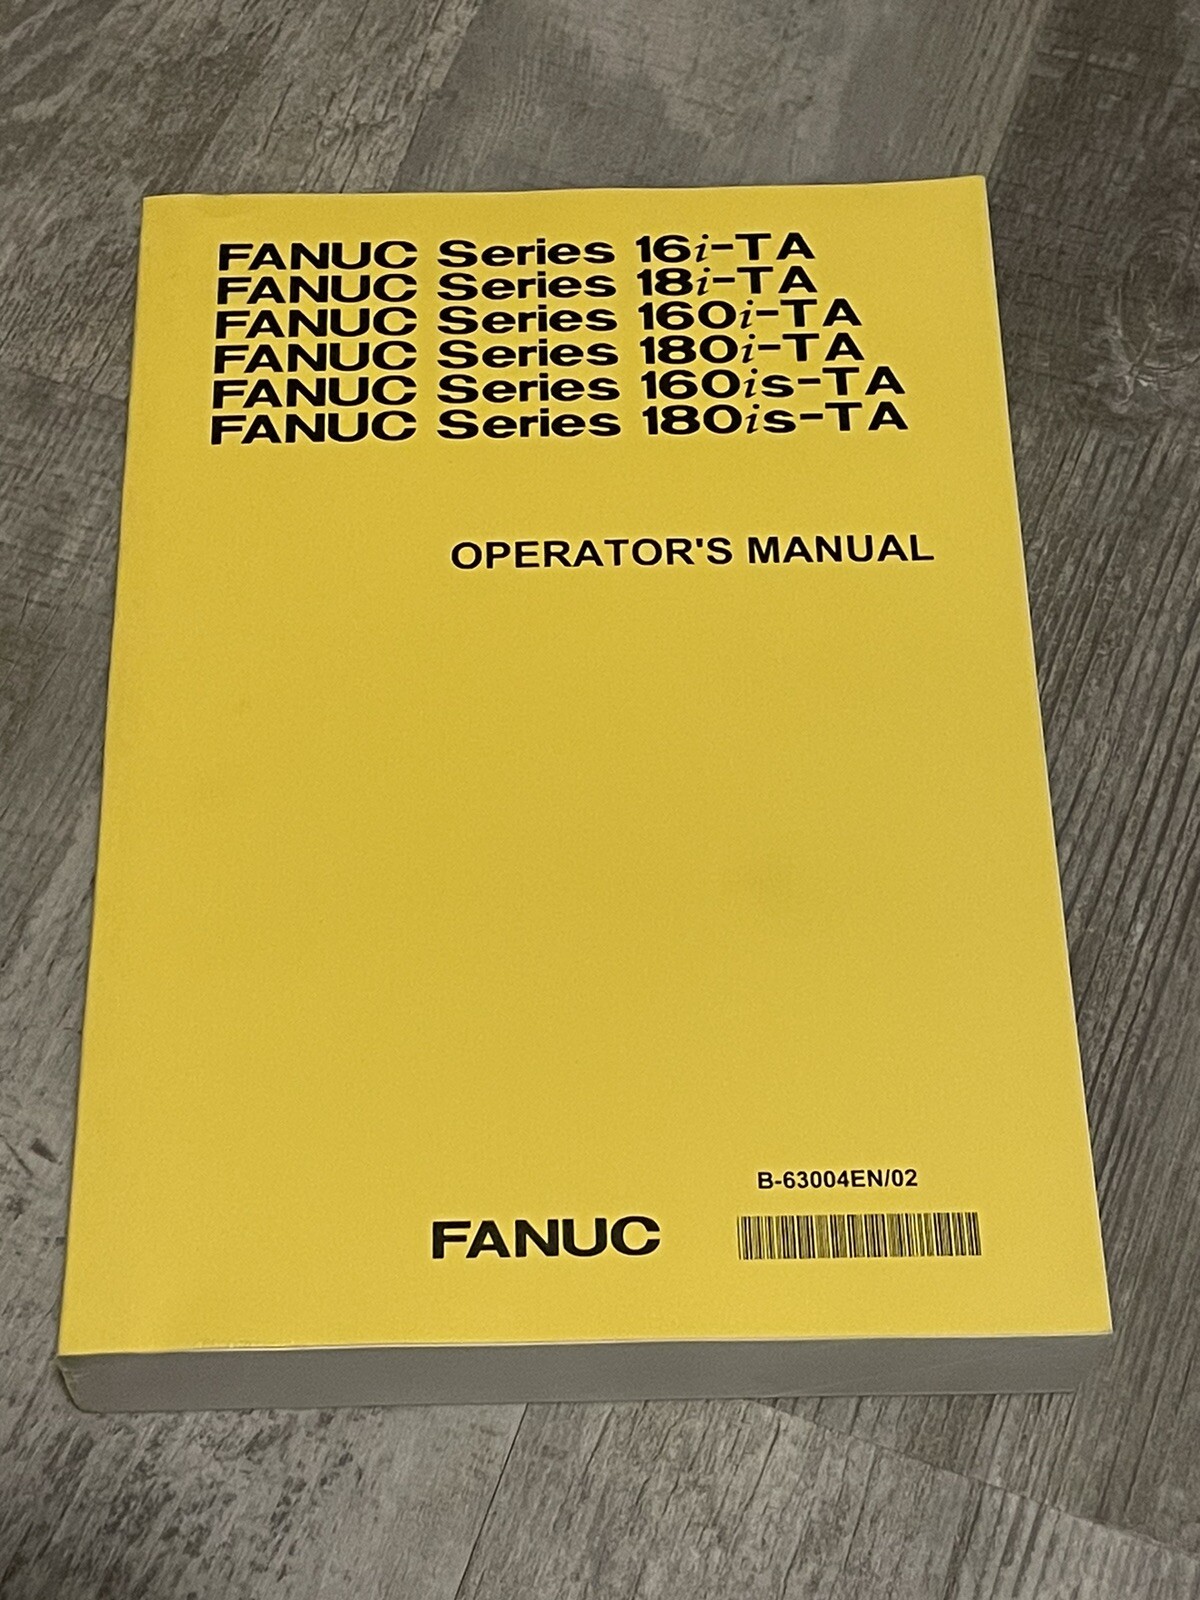 FANUC Series 16i-TA
FANUC Series 18i-TA
FANUC Series 160i-TA
FANUC Series 180i-TA
FANUC Series 160is-TA
FANUC Series 180is-TA
OPERATOR'S MANUAL
B-63004EN/02
FANUC